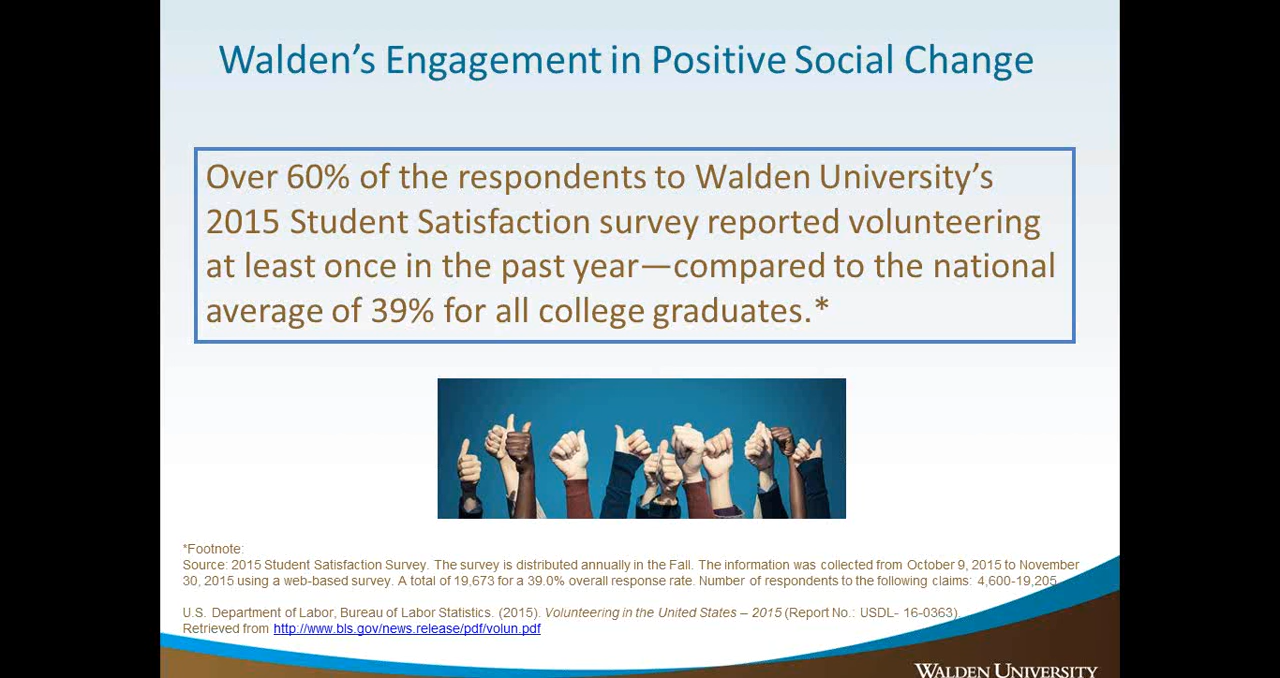 Walden’s Engagement in Positive Social Change
Over 60% of the respondents to Walden University’s
2015 Student Satisfaction survey reported volunteering
at least once in the past year—compared to the national
average of 39% for all college graduates.*
*Footnote:
Source: 2015 Student Satisfaction Survey. The survey is distributed annually in the Fall. The information was collected from October 9, 2015 to November
30, 2015 using a web-based survey. A total of 19,673 for a 39.0% overall response rate. Number of respondents to the following claims: 4,600-19,205.
U.S. Department of Labor, Bureau of Labor Statistics. (2015). Volunteering in the United States – 2015 (Report No.: USDL- 16-0363).
Retrieved from http://www.bls.gov/news.release/pdf/volun.pdf
WALDEN UNIVERSITY